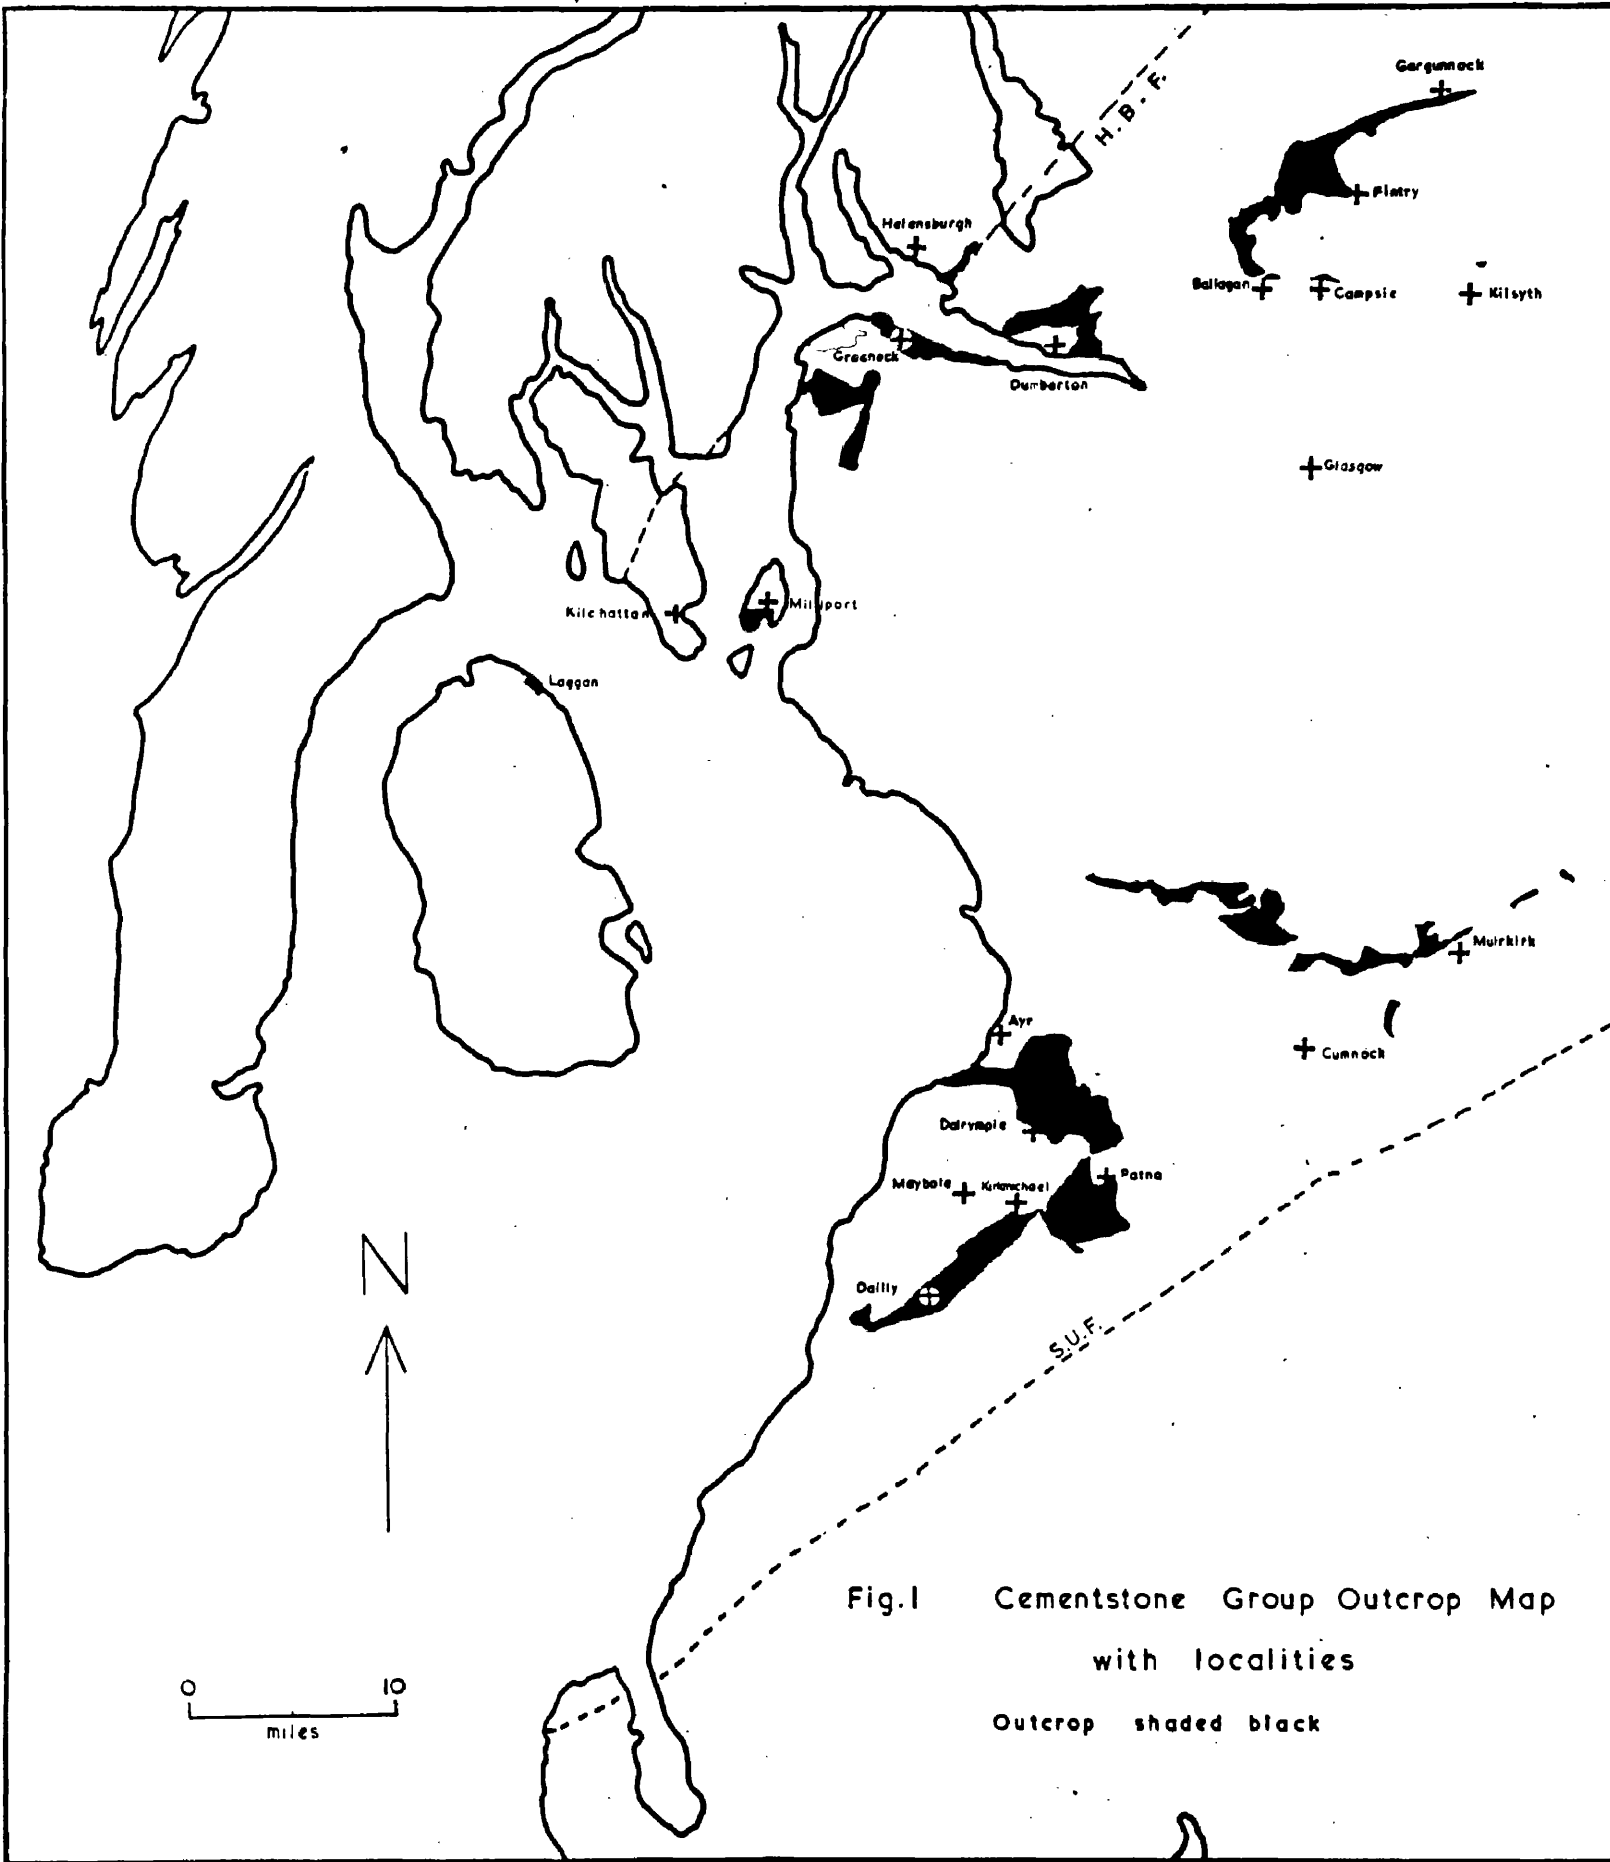 Gargunnock
H.B.F.
Fintry
Helensburgh
Ballagan
Campsie
Kilsyth
Greenock
Dumbarton
Glasgow
Kilchattan
Millport
Laggan
Muirkirk
Ayr
Cumnock
Dalrymple
Patna
Maybole
Kirkmichael
N
Dailly
S.U.F.
Fig.1 Cementstone Group Outcrop Map
with localities
Outcrop shaded black
0 10
miles